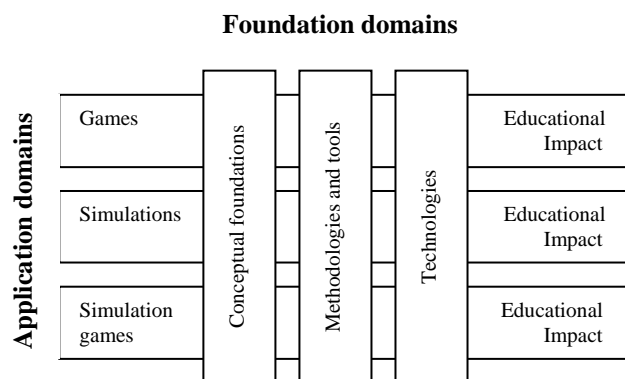 Foundation domains
Application domains
Games
Simulations
Simulation
games
Conceptual foundations
Methodologies and tools
Technologies
Educational
Impact
Educational
Impact
Educational
Impact